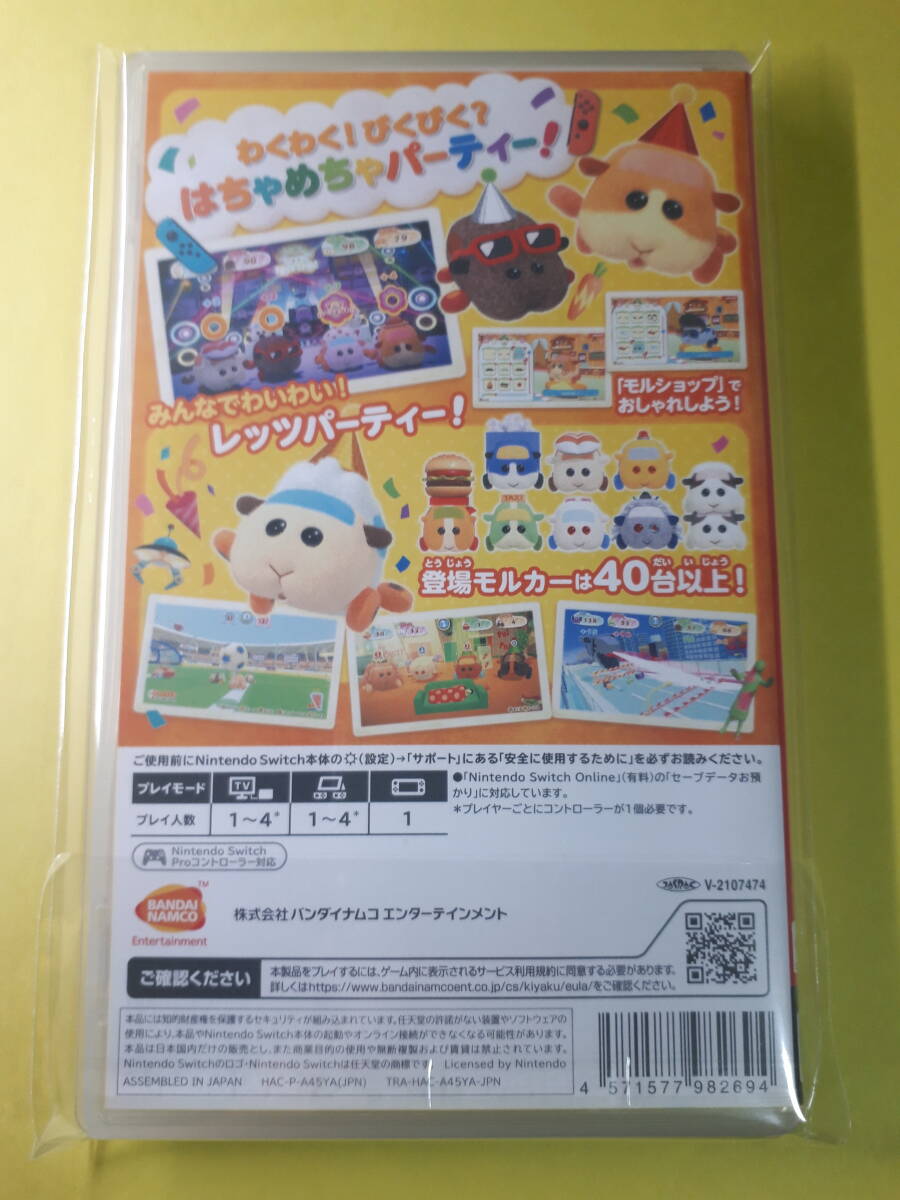 わくわく!びくびく?
はちゃめちゃパーティー!
みんなでわいわい!
レッツパーティー!
「モルショップ」で
おしゃれしよう!
TAXI
とうじょう だいいじょう
登場モルカーは40台以上!
ご使用前にNintendo Switch本体の(設定)→「サポート」にある「安全に使用するために」を必ずお読みください。
プレイモード TV
プレイ人数 1~4* 1~4* 1
●「Nintendo Switch Online」(有料)の「セーブデータお預
かり」に対応しています。
*プレイヤーごとにコントローラーが1個必要です。
Nintendo Switch
Proコントローラー対応
BANDAI
NAMCO
TM
Entertainment
株式会社バンダイナムコエンターテインメント
V-2107474
ご確認ください
本製品をプレイするには、ゲーム内に表示されるサービス利用規約に同意する必要があります。
詳しくはhttps://www.bandainamcoent.co.jp/cs/kiyaku/eula/をご確認ください。
本品には知的財産権を保護するセキュリティが組み込まれています。任天堂の許諾がない装置やソフトウェアの
使用により、本品やNintendo Switch本体の起動やオンライン接続ができなくなる可能性があります。
本品は日本国内だけの販売とし、また商業目的の使用や無断複製および賃貸は禁止されています。
Nintendo Switchのロゴ・Nintendo Switchは任天堂の商標です。 Licensed by Nintendo
ASSEMBLED IN JAPAN HAC-P-A45YA(JPN) TRA-HAC-A45YA-JPN
4 571577 982694